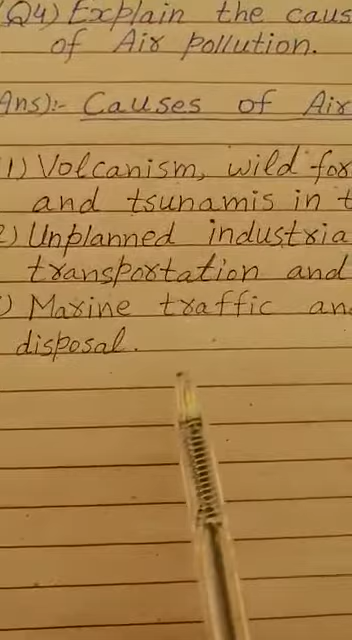 (Q4) Explain the caus
of Air pollution.
Ans):- Causes of Air
1) Volcanism, wild for
and tsunamis in t
2) Unplanned industria
transportation and
) Marine traffic an
disposal.